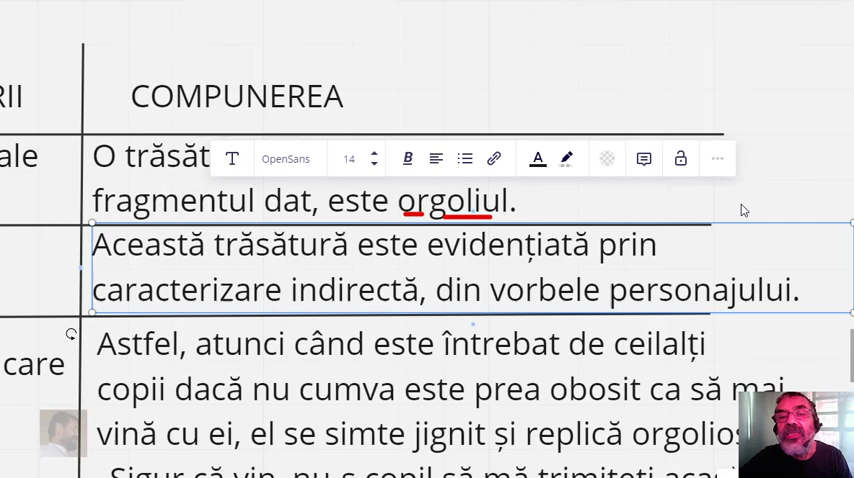 RII
COMPUNEREA
ale
O trăsăt
OpenSans
14
B
A
fragmentul dat, este orgoliul.
Această trăsătură este evidențiată prin
caracterizare indirectă, din vorbele personajului.
Astfel, atunci când este întrebat de ceilalți
care
copii dacă nu cumva este prea obosit ca să mai
vină cu ei, el se simte jignit și replică orgolios